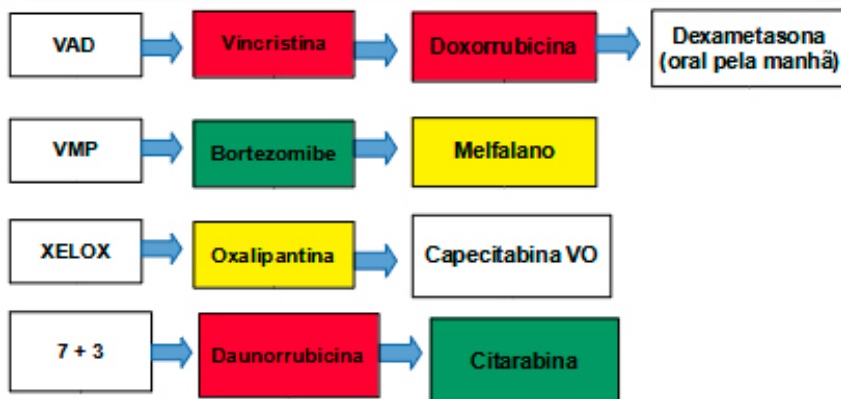 VAD
Vincristina
Doxorrubicina
Dexametasona
(oral pela manhã)
VMP
Bortezomibe
Melfalano
XELOX
Oxalipantina
Capecitabina VO
7 + 3
Daunorrubicina
Citarabina